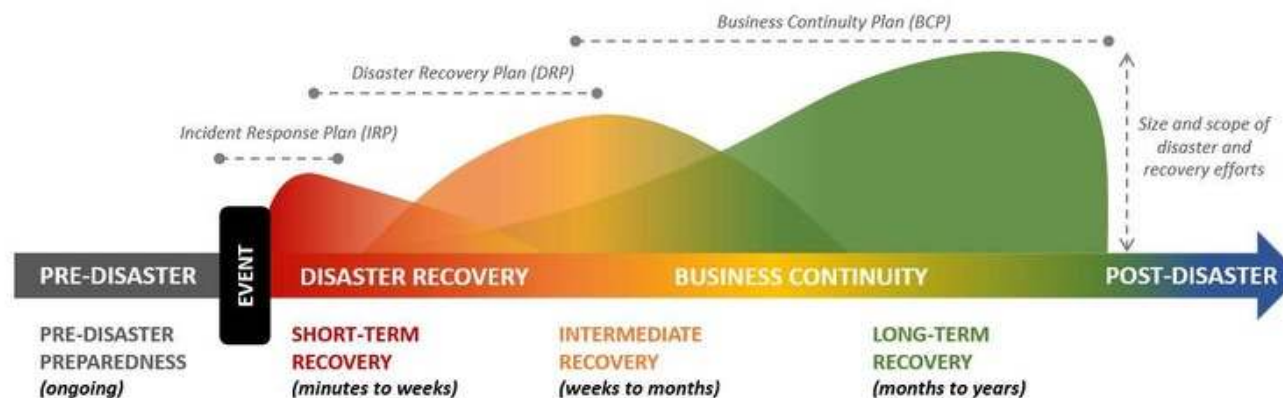 Business Continuity Plan (BCP)
Disaster Recovery Plan (DRP)
Incident Response Plan (IRP)
Size and scope of
disaster and
recovery efforts
PRE-DISASTER
EVENT
DISASTER RECOVERY
BUSINESS CONTINUITY
POST-DISASTER
PRE-DISASTER
PREPAREDNESS
(ongoing)
SHORT-TERM
RECOVERY
(minutes to weeks)
INTERMEDIATE
RECOVERY
(weeks to months)
LONG-TERM
RECOVERY
(months to years)